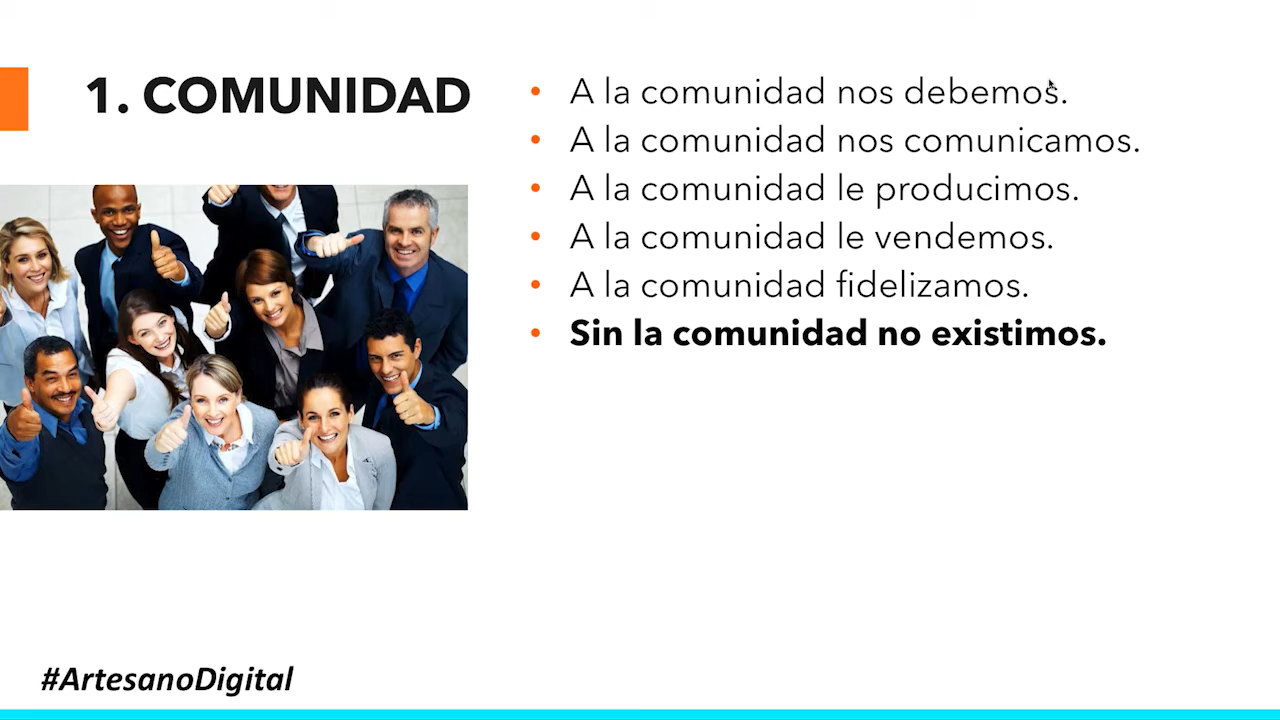 1. COMUNIDAD
• A la comunidad nos debemos.
• A la comunidad nos comunicamos.
• A la comunidad le producimos.
• A la comunidad le vendemos.
• A la comunidad fidelizamos.
• Sin la comunidad no existimos.
#ArtesanoDigital